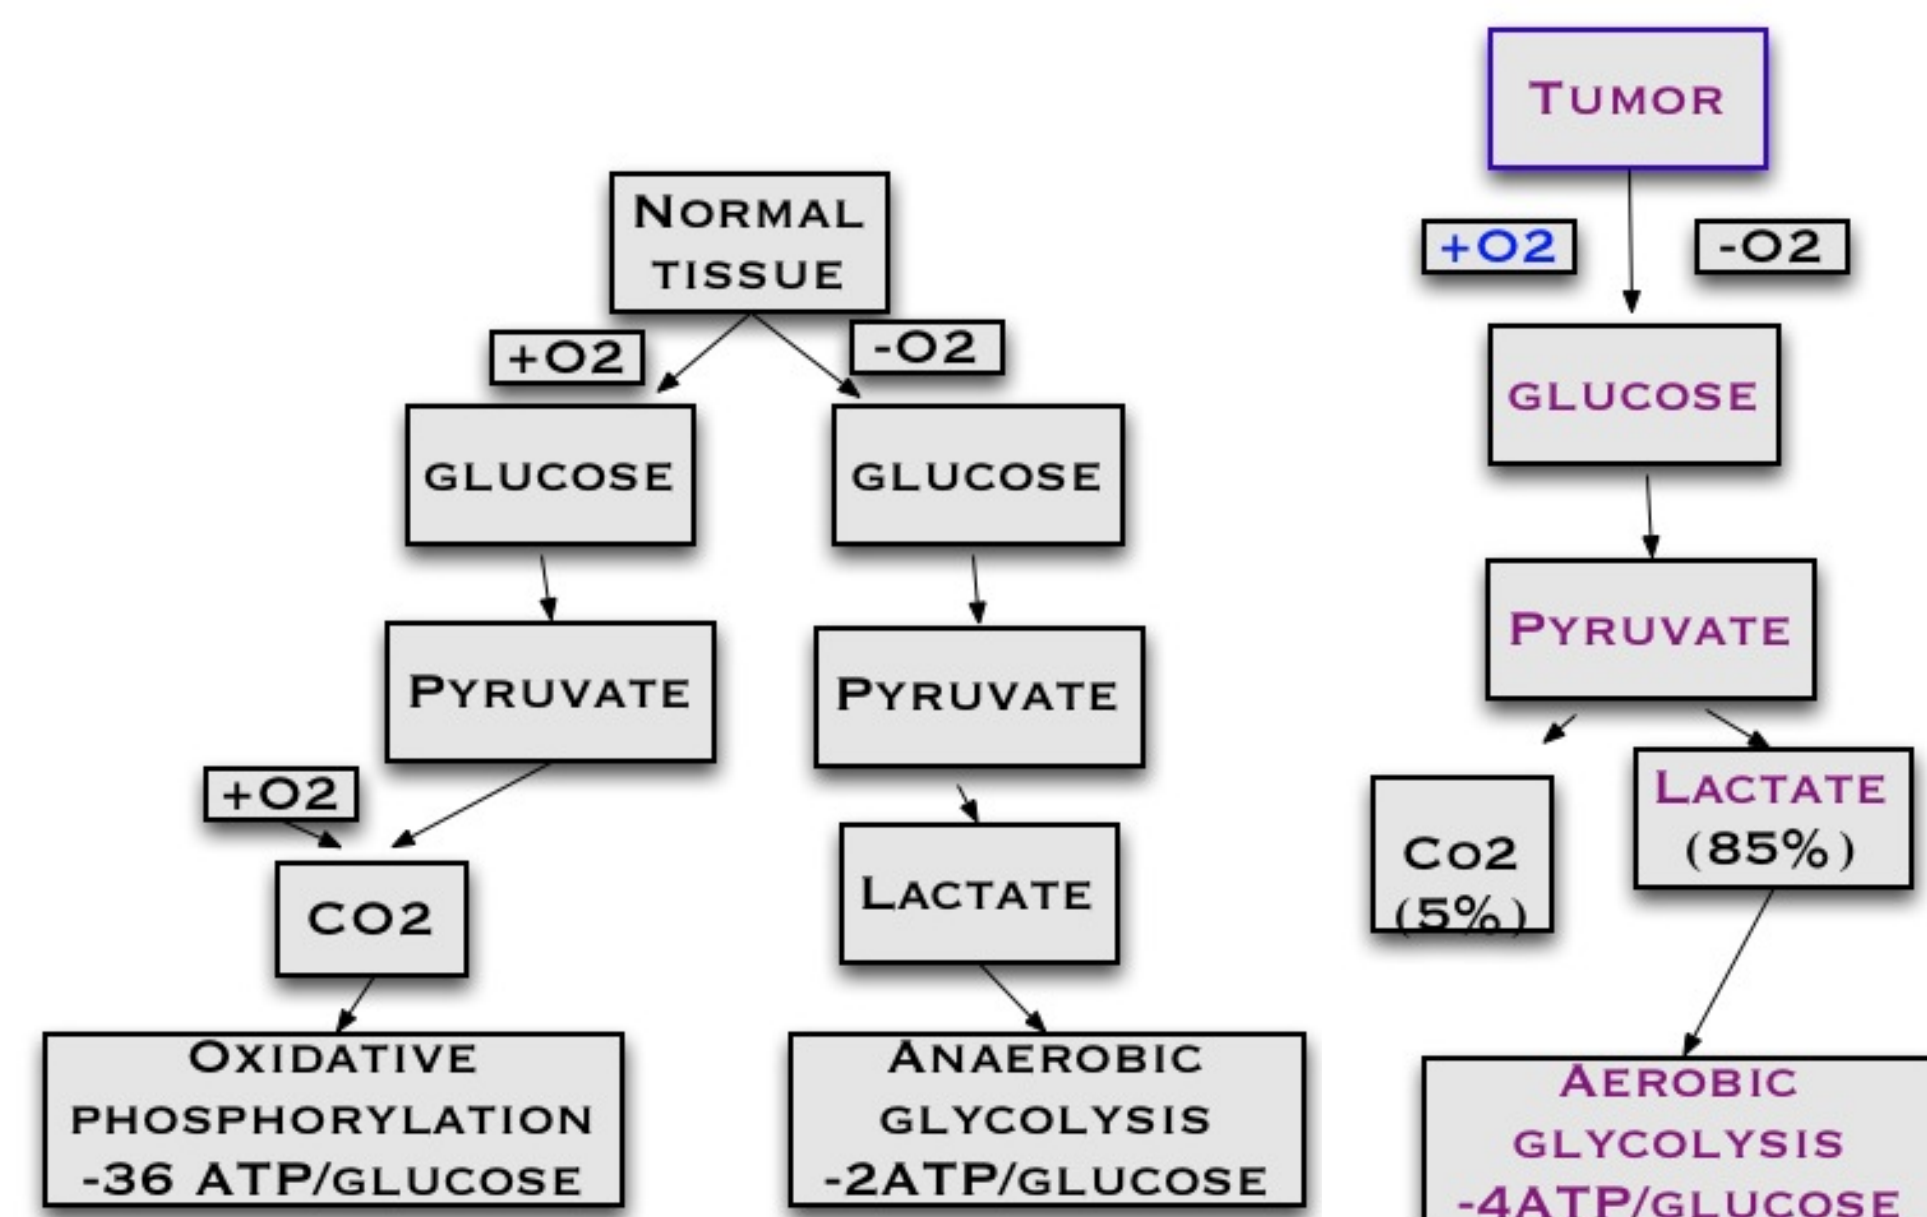 Tumor
+O2
-O2
Normal
tissue
+O2
-O2
glucose
glucose
glucose
Pyruvate
Pyruvate
Pyruvate
+O2
CO2
Lactate
Co2
(5%)
Lactate
(85%)
Oxidative
phosphorylation
-36 ATP/glucose
Anaerobic
glycolysis
-2ATP/glucose
Aerobic
glycolysis
-4ATP/glucose